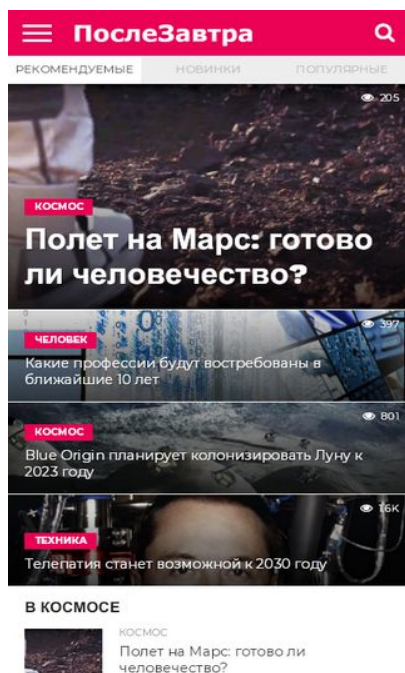 ПослеЗавтра
РЕКОМЕНДУЕМЫЕ НОВИНКИ ПОПУЛЯРНЫЕ
205
КОСМОС
Полет на Марс: готово
ли человечество?
397
ЧЕЛОВЕК
Какие профессии будут востребованы в
ближайшие 10 лет
801
КОСМОС
Blue Origin планирует колонизировать Луну к
2023 году
1.6K
ТЕХНИКА
Телепатия станет возможной к 2030 году
В КОСМОСЕ
КОСМОС
Полет на Марс: готово ли
человечество?